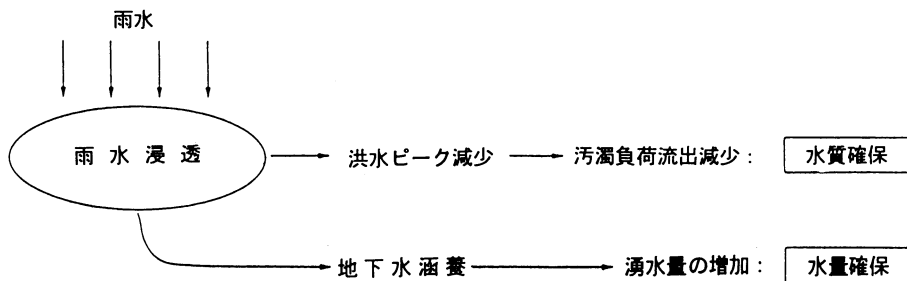 雨水
雨水浸透
洪水ピーク減少
汚濁負荷流出減少：
水質確保
地下水涵養
湧水量の増加：
水量確保